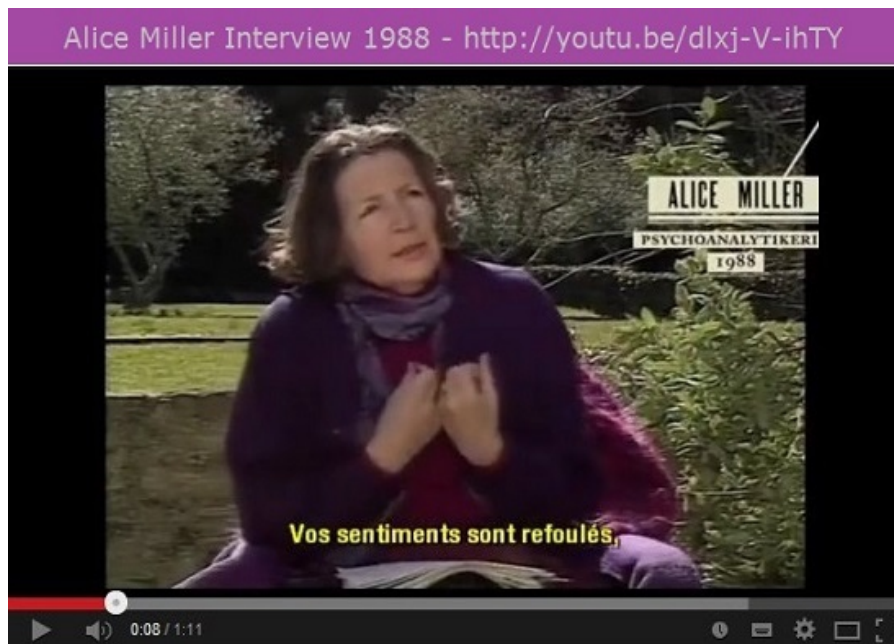 Alice Miller Interview 1988 - http://youtu.be/dlxj-V-ihTY
ALICE MILLER
PSYCHOANALYTIKERI
1988
Vos sentiments sont refoulés,
0:08 / 1:11